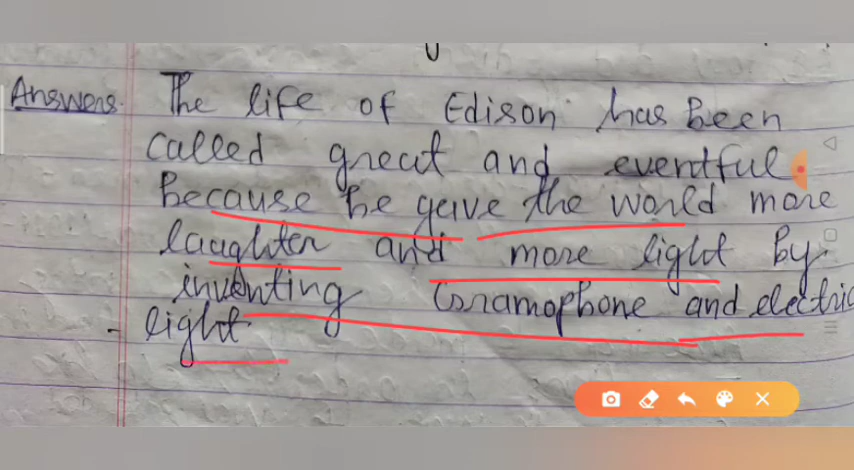 Answers. The life of Edison has been
called great and eventful
because he gave the world more
laughter and more light by
inventing Gramophone and electric
light